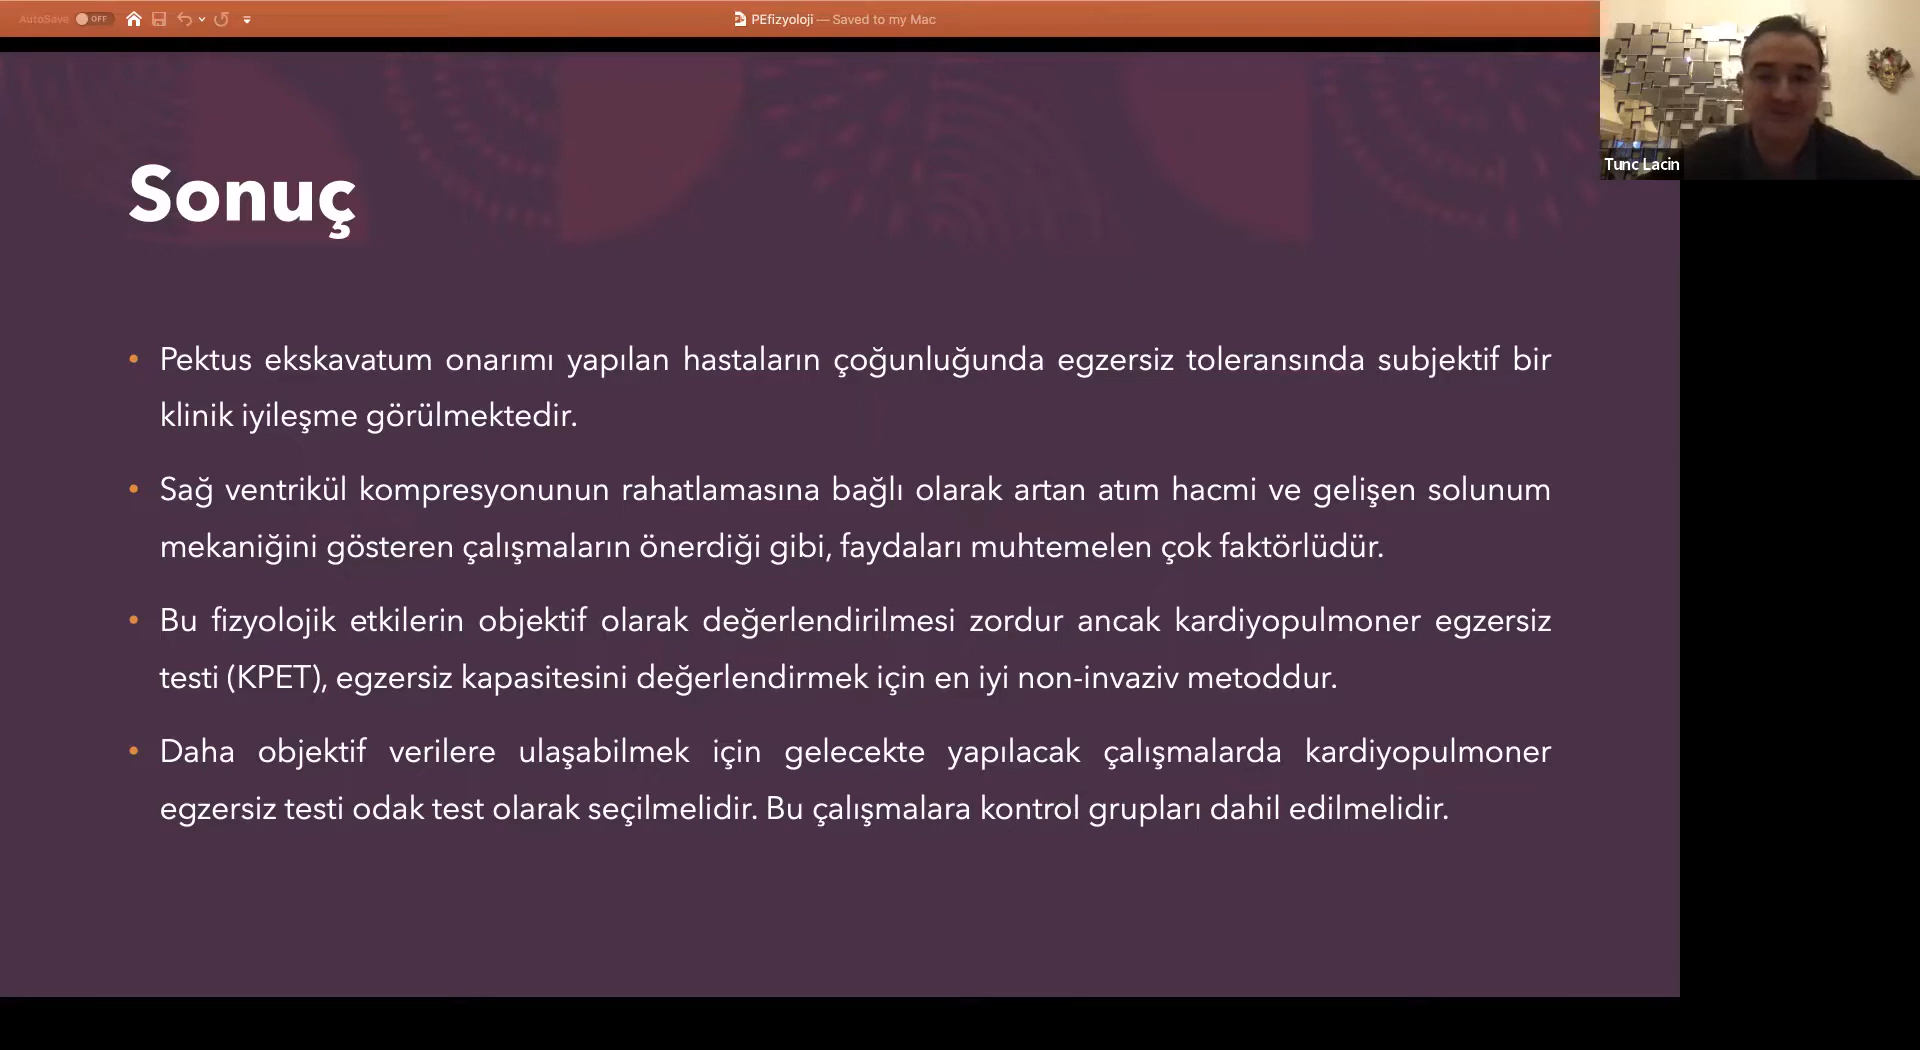 AutoSave OFF
PEfizyoloji — Saved to my Mac
Tunc Lacin
Sonuç
• Pektus ekskavatum onarımı yapılan hastaların çoğunluğunda egzersiz toleransında subjektif bir
klinik iyileşme görülmektedir.
• Sağ ventrikül kompresyonunun rahatlamasına bağlı olarak artan atım hacmi ve gelişen solunum
mekaniğini gösteren çalışmaların önerdiği gibi, faydaları muhtemelen çok faktörlüdür.
• Bu fizyolojik etkilerin objektif olarak değerlendirilmesi zordur ancak kardiyopulmoner egzersiz
testi (KPET), egzersiz kapasitesini değerlendirmek için en iyi non-invaziv metoddur.
• Daha objektif verilere ulaşabilmek için gelecekte yapılacak çalışmalarda kardiyopulmoner
egzersiz testi odak test olarak seçilmelidir. Bu çalışmalara kontrol grupları dahil edilmelidir.